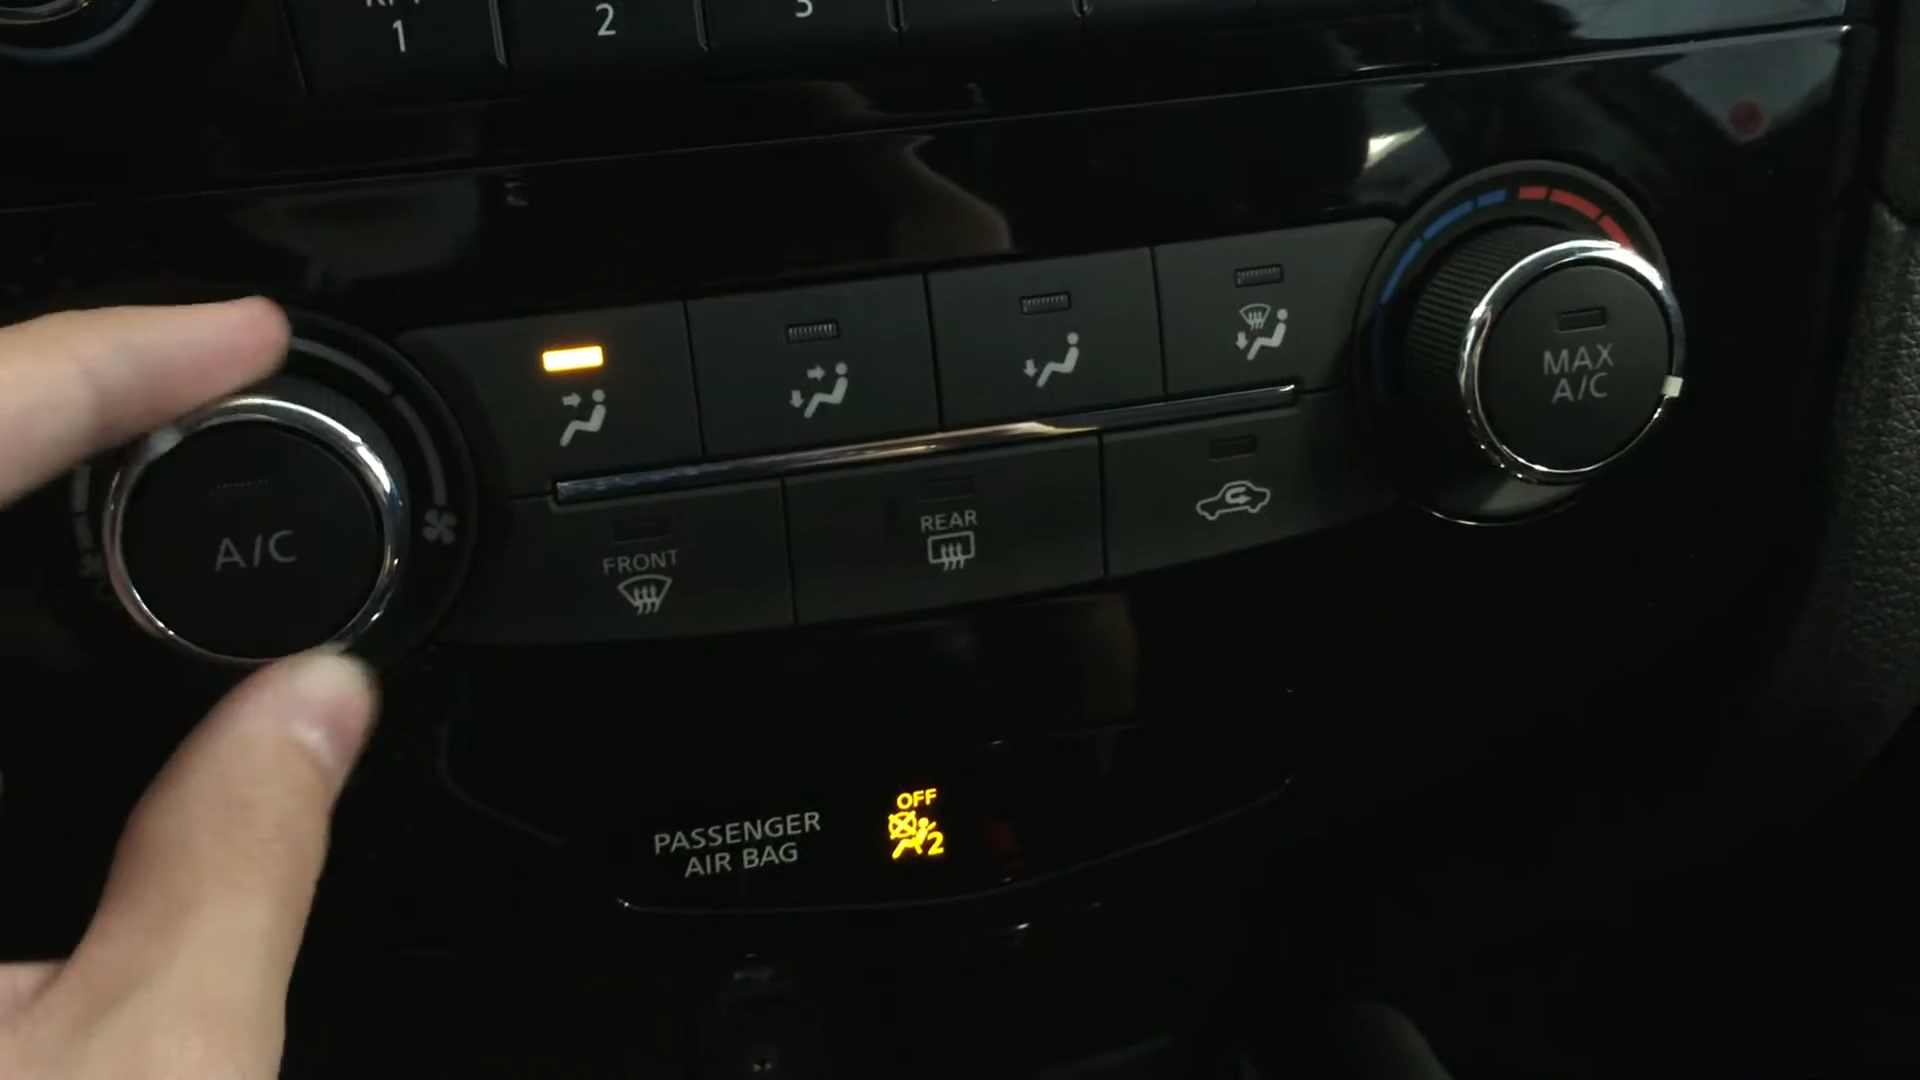 1
2
3
MAX
A/C
A/C
FRONT
REAR
PASSENGER
AIR BAG
OFF
2